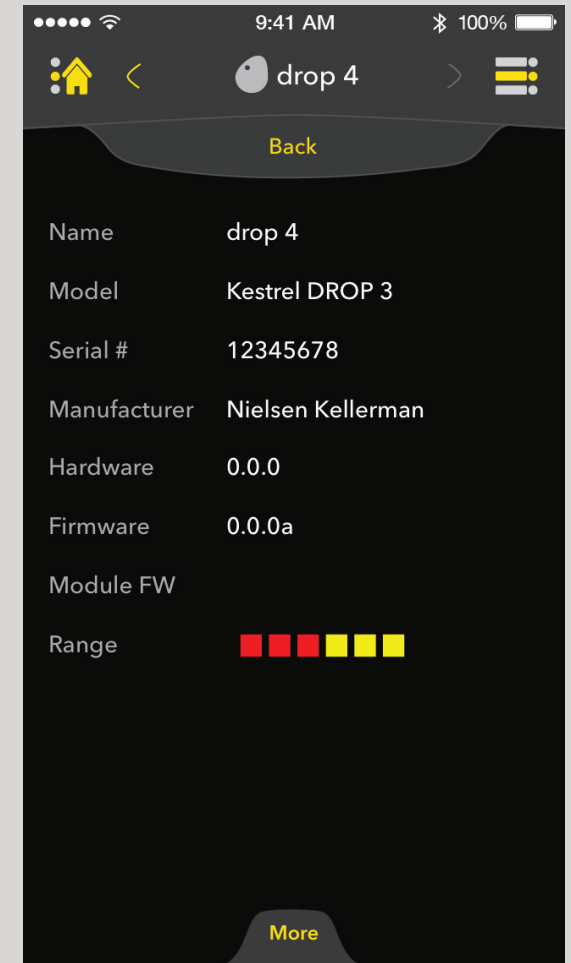 9:41 AM 100%
drop 4
Back
Name drop 4
Model Kestrel DROP 3
Serial # 12345678
Manufacturer Nielsen Kellerman
Hardware 0.0.0
Firmware 0.0.0a
Module FW
Range
More